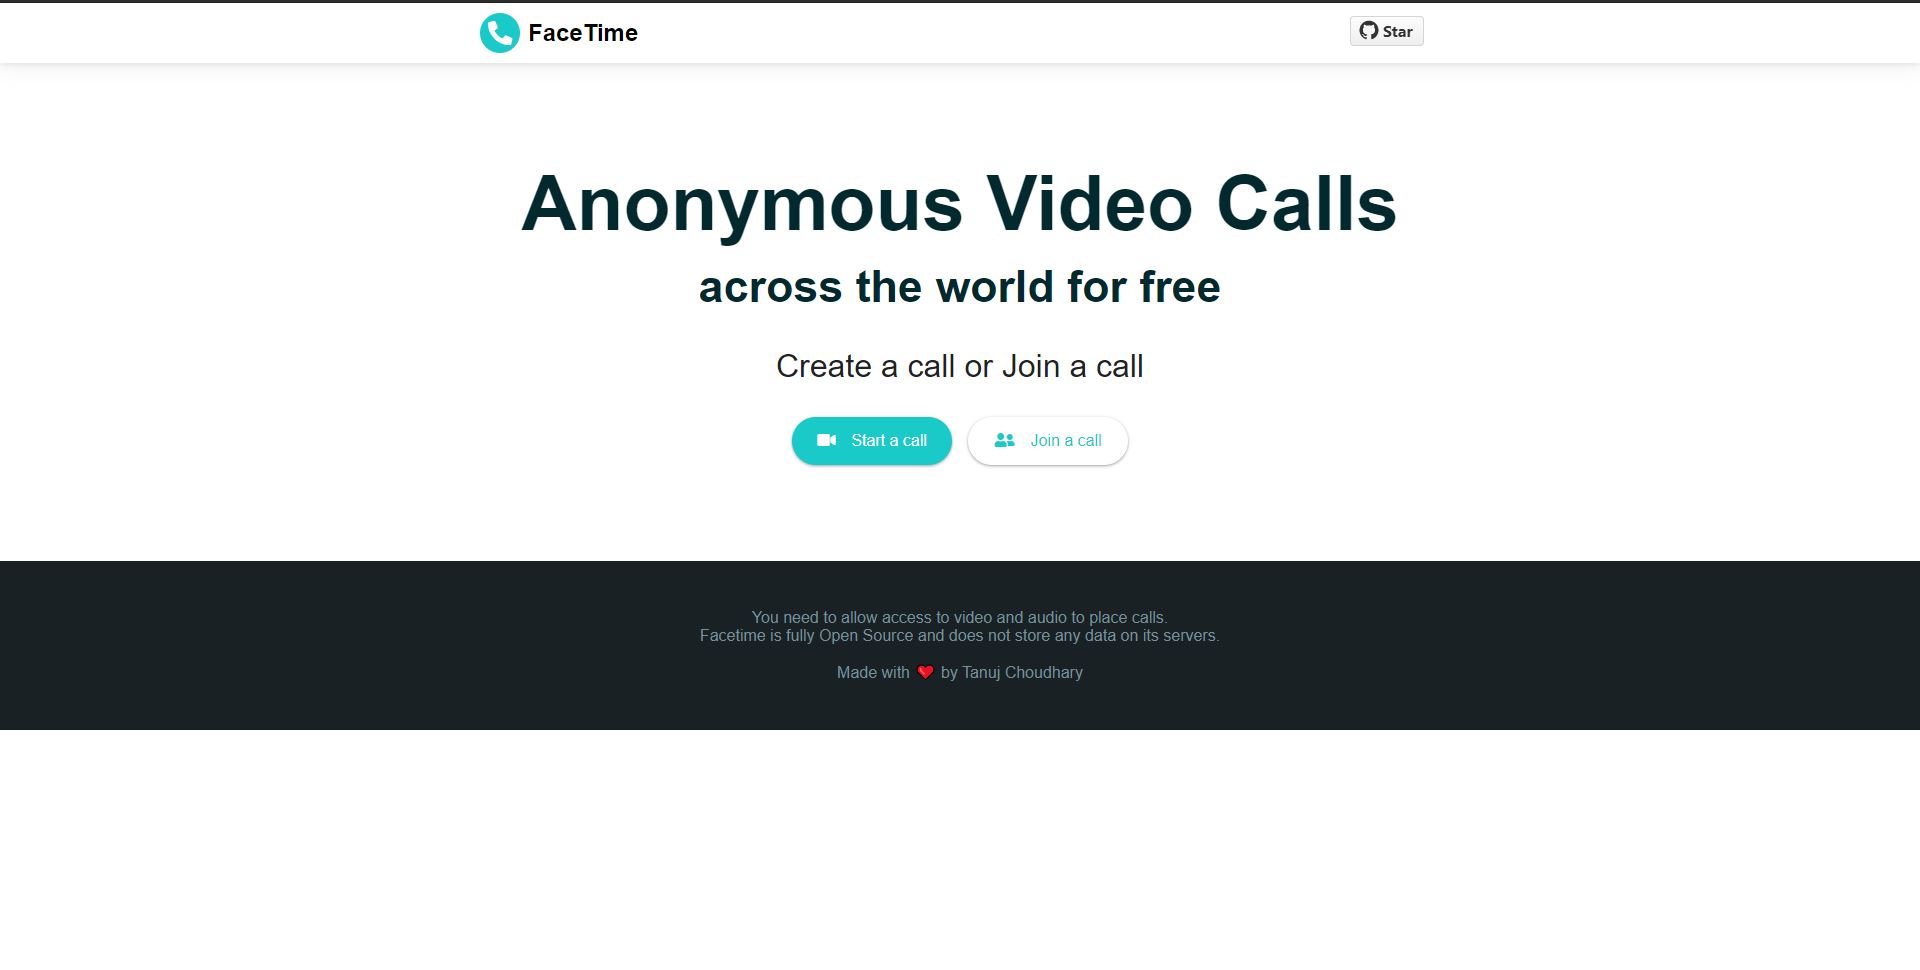 FaceTime
Star
Anonymous Video Calls
across the world for free
Create a call or Join a call
Start a call
Join a call
You need to allow access to video and audio to place calls.
Facetime is fully Open Source and does not store any data on its servers.
Made with ❤️ by Tanuj Choudhary